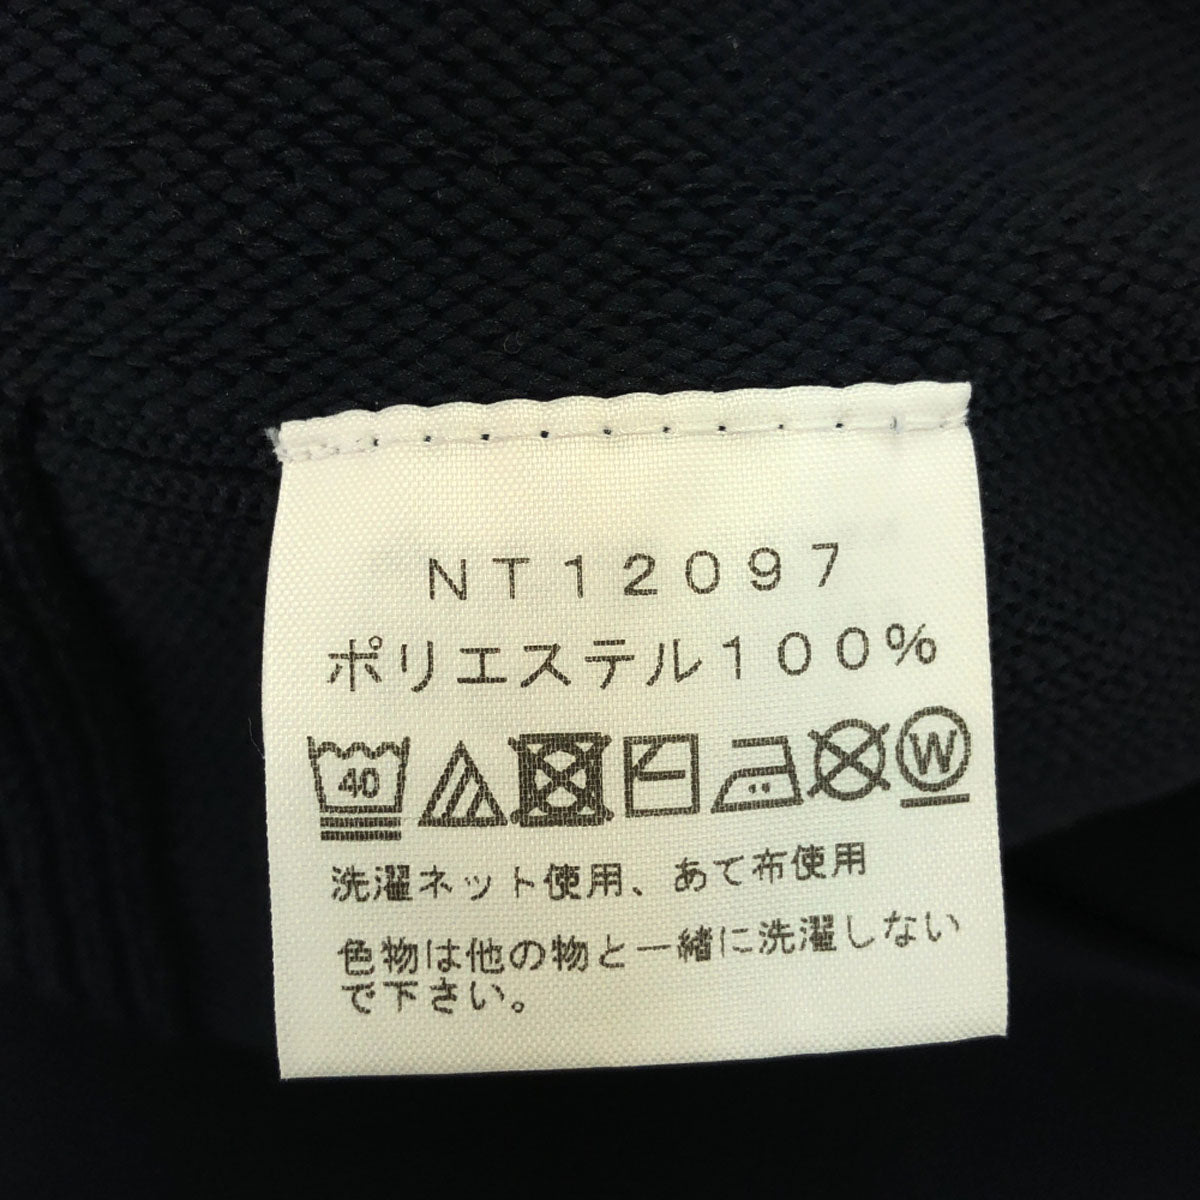 NT12097
ポリエステル100%
40 W
洗濯ネット使用、あて布使用
色物は他の物と一緒に洗濯しない
で下さい。